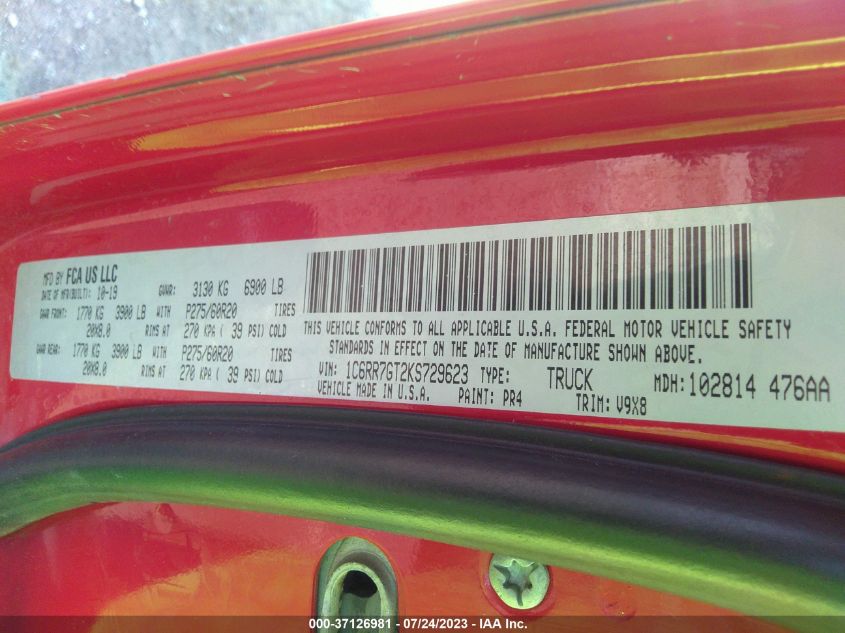 MFD BY FCA US LLC
DATE OF MFR(BUILT): 10-19 GVWR: 3130 KG 6900 LB
GAWR FRONT: 1770 KG 3900 LB WITH P275/60R20 TIRES
20X8.0 RIMS AT 270 KPA ( 39 PSI) COLD
GAWR REAR: 1770 KG 3900 LB WITH P275/60R20 TIRES
20X8.0 RIMS AT 270 KPA ( 39 PSI) COLD
THIS VEHICLE CONFORMS TO ALL APPLICABLE U.S.A. FEDERAL MOTOR VEHICLE SAFETY
STANDARDS IN EFFECT ON THE DATE OF MANUFACTURE SHOWN ABOVE.
VIN: 1C6RR7GT2KS729623 TYPE: TRUCK MDH: 102814 476AA
VEHICLE MADE IN U.S.A. PAINT: PR4 TRIM: V9X8
000-37126981 - 07/24/2023 - IAA Inc.